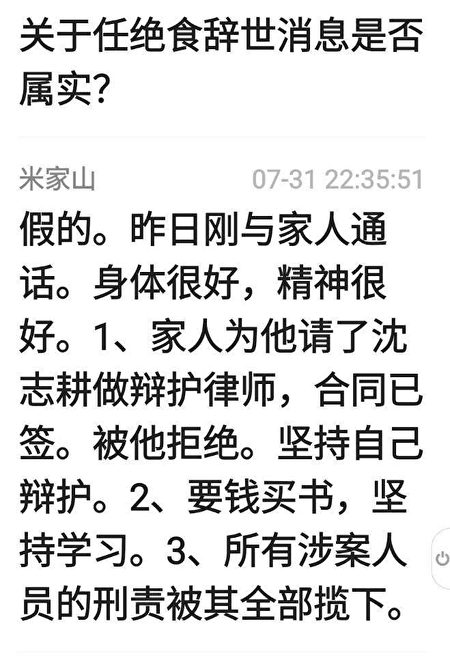 关于任绝食辞世消息是否
属实？
米家山 07-31 22:35:51
假的。昨日刚与家人通
话。身体很好，精神很
好。1、家人为他请了沈
志耕做辩护律师，合同已
签。被他拒绝。坚持自己
辩护。2、要钱买书，坚
持学习。3、所有涉案人
员的刑责被其全部揽下。